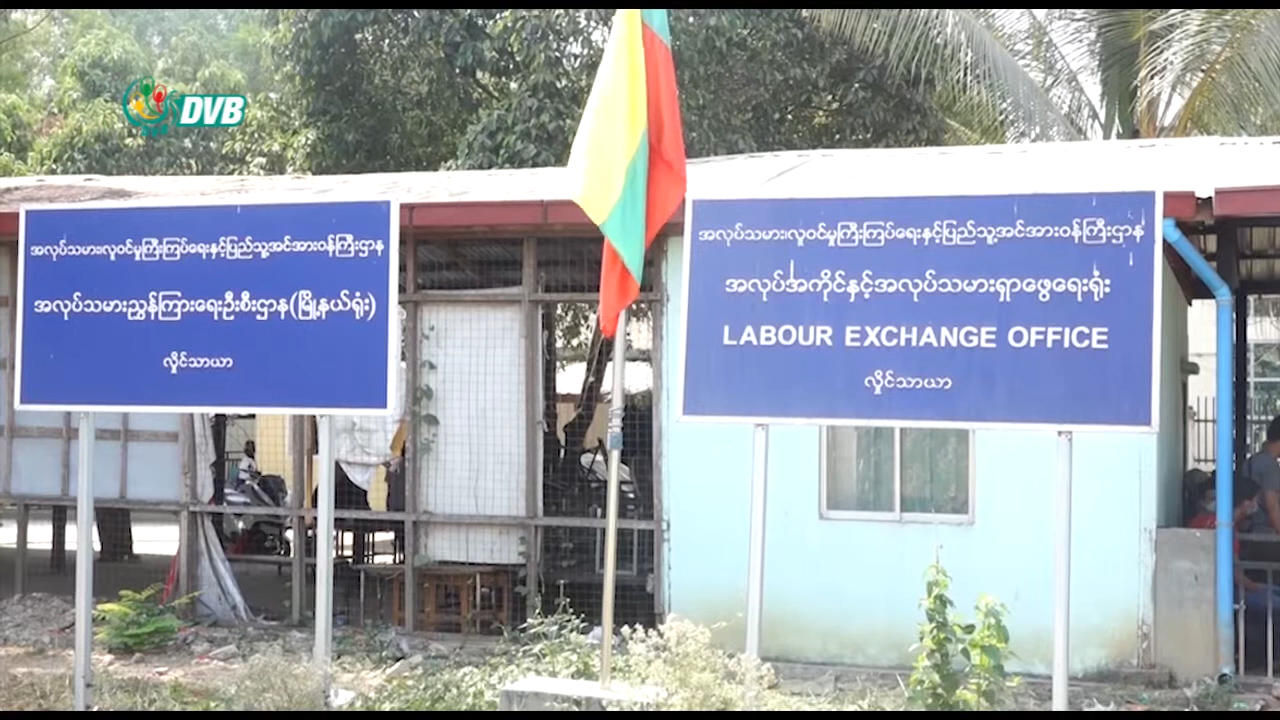 DVB
အလုပ်သမား၊လူဝင်မှုကြီးကြပ်ရေးနှင့်ပြည်သူ့အင်အားဝန်ကြီးဌာန
အလုပ်သမားညွှန်ကြားရေးဦးစီးဌာန(မြို့နယ်ရုံး)
လှိုင်သာယာ
အလုပ်သမား၊လူဝင်မှုကြီးကြပ်ရေးနှင့်ပြည်သူ့အင်အားဝန်ကြီးဌာန
အလုပ်အကိုင်နှင့်အလုပ်သမားရှာဖွေရေးရုံး
LABOUR EXCHANGE OFFICE
လှိုင်သာယာ